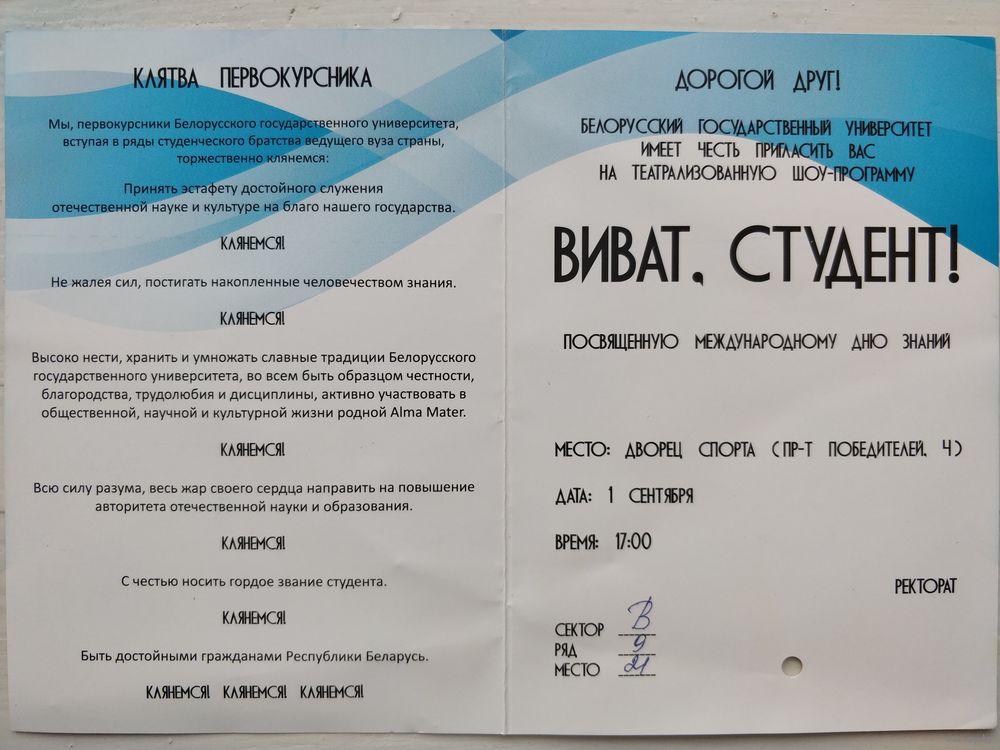 КЛЯТВА ПЕРВОКУРСНИКА
Мы, первокурсники Белорусского государственного университета,
вступая в ряды студенческого братства ведущего вуза страны,
торжественно клянемся:
Принять эстафету достойного служения
отечественной науке и культуре на благо нашего государства.
КЛЯНЕМСЯ!
Не жалея сил, постигать накопленные человечеством знания.
КЛЯНЕМСЯ!
Высоко нести, хранить и умножать славные традиции Белорусского
государственного университета, во всем быть образцом честности,
благородства, трудолюбия и дисциплины, активно участвовать в
общественной, научной и культурной жизни родной Alma Mater.
КЛЯНЕМСЯ!
Всю силу разума, весь жар своего сердца направить на повышение
авторитета отечественной науки и образования.
КЛЯНЕМСЯ!
С честью носить гордое звание студента.
КЛЯНЕМСЯ!
Быть достойными гражданами Республики Беларусь.
КЛЯНЕМСЯ! КЛЯНЕМСЯ! КЛЯНЕМСЯ!
ДОРОГОЙ ДРУГ!
БЕЛОРУССКИЙ ГОСУДАРСТВЕННЫЙ УНИВЕРСИТЕТ
ИМЕЕТ ЧЕСТЬ ПРИГЛАСИТЬ ВАС
НА ТЕАТРАЛИЗОВАННУЮ ШОУ-ПРОГРАММУ
ВИВАТ, СТУДЕНТ!
ПОСВЯЩЕННУЮ МЕЖДУНАРОДНОМУ ДНЮ ЗНАНИЙ
МЕСТО: ДВОРЕЦ СПОРТА (ПР-Т ПОБЕДИТЕЛЕЙ, 4)
ДАТА: 1 СЕНТЯБРЯ
ВРЕМЯ: 17:00
РЕКТОРАТ
СЕКТОР В
РЯД 9
МЕСТО 21